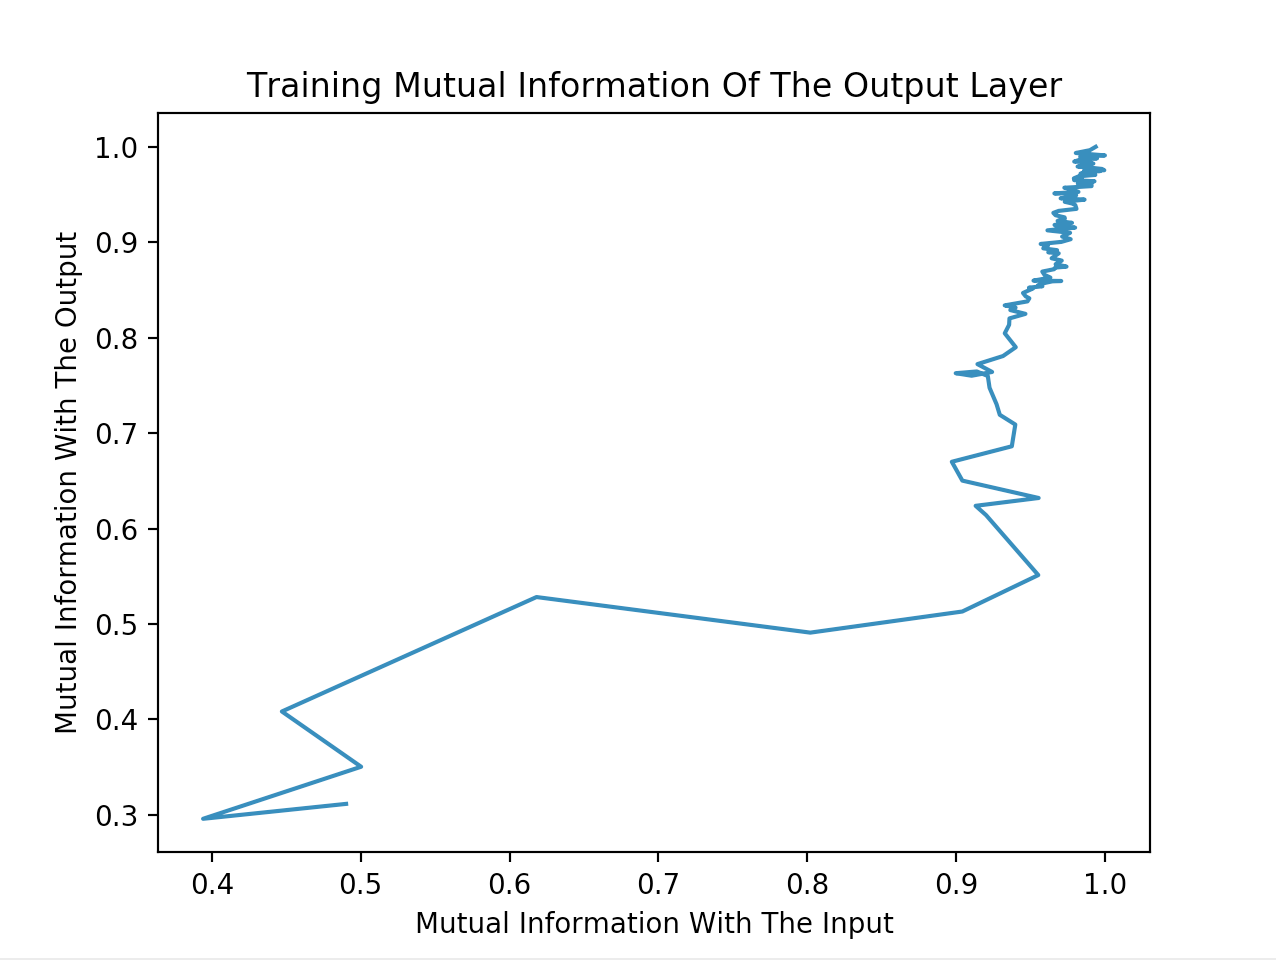 Training Mutual Information Of The Output Layer
Mutual Information With The Output
1.0
0.9
0.8
0.7
0.6
0.5
0.4
0.3
0.4 0.5 0.6 0.7 0.8 0.9 1.0
Mutual Information With The Input